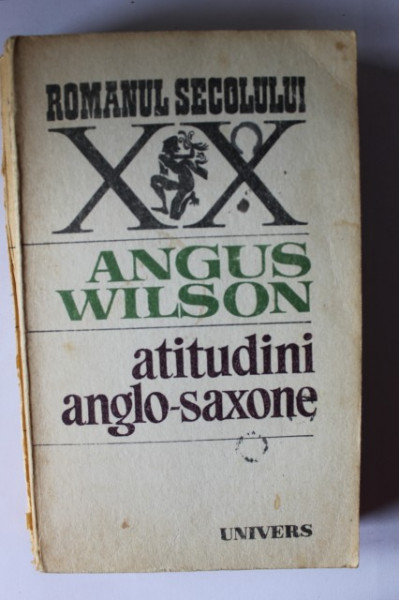 ROMANUL SECOLULUI
XX
ANGUS
WILSON
atitudini
anglo-saxone
UNIVERS